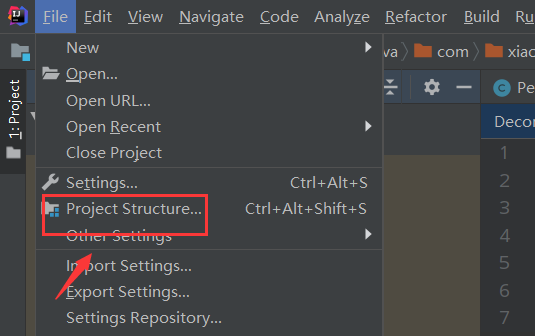 IJ File Edit View Navigate Code Analyze Refactor Build Ru
New va com xiao
Open... Pe
Open URL... Decor
Open Recent 1
Close Project 2
Settings... Ctrl+Alt+S 3
Project Structure... Ctrl+Alt+Shift+S 4
Other Settings 5
Import Settings... 6
Export Settings... 7
Settings Repository...
1: Project
C